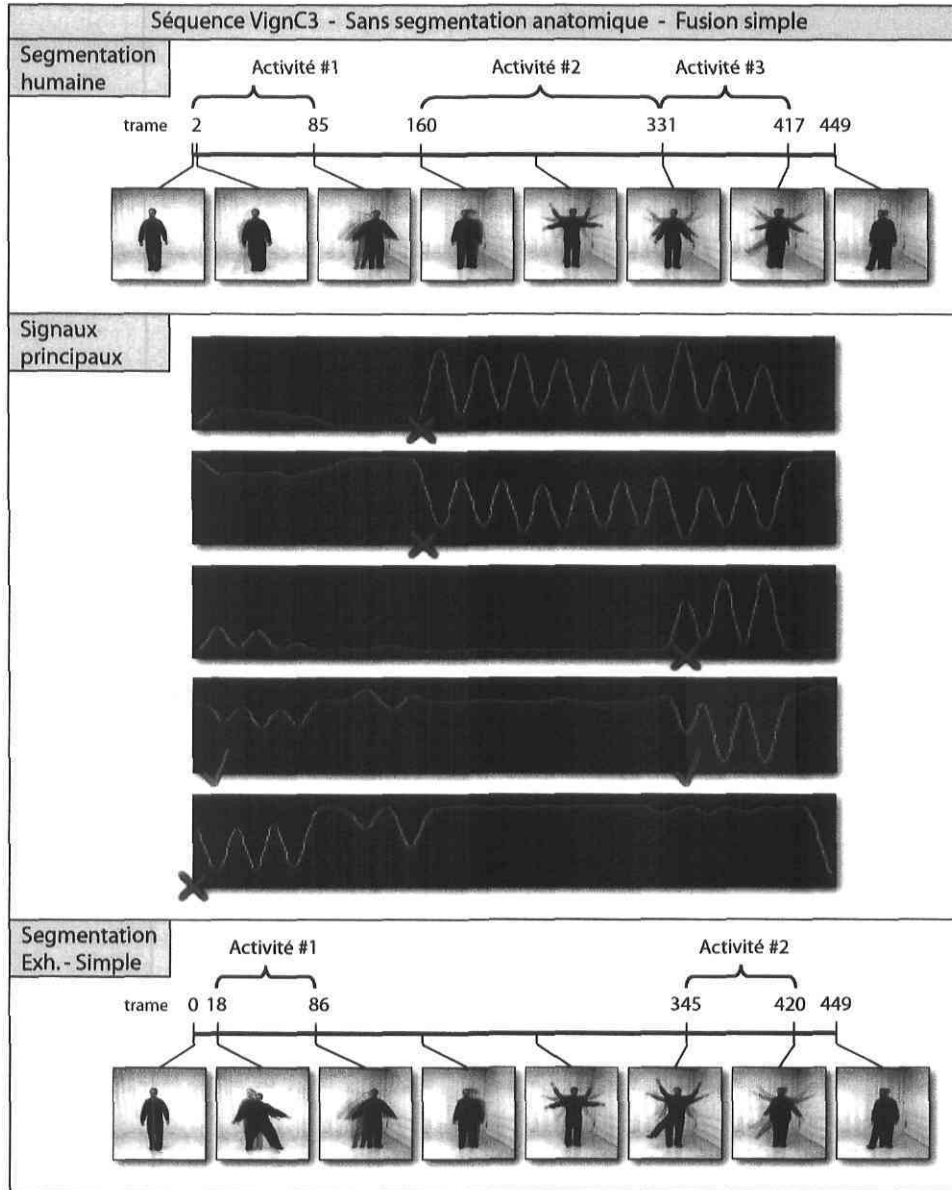 Séquence VignC3 - Sans segmentation anatomique - Fusion simple
Segmentation
humaine
Activité #1
Activité #2
Activité #3
trame 2 85 160 331 417 449
Signaux
principaux
Segmentation
Exh. - Simple
Activité #1
Activité #2
trame 0 18 86 345 420 449